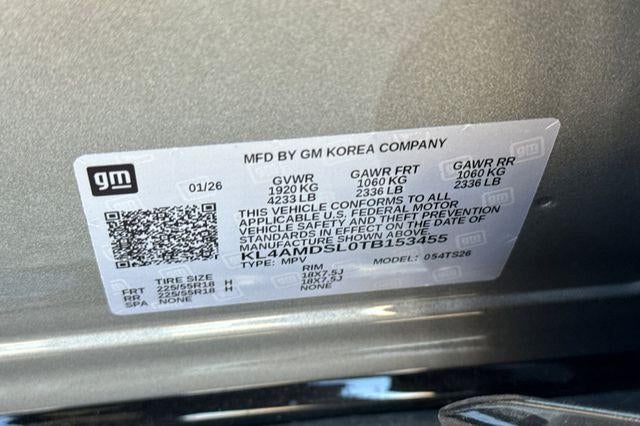 MFD BY GM KOREA COMPANY
gm
01/26
GVWR GAWR FRT GAWR RR
1920 KG 1060 KG 1060 KG
4233 LB 2336 LB 2336 LB
THIS VEHICLE CONFORMS TO ALL
APPLICABLE U.S. FEDERAL MOTOR
VEHICLE SAFETY AND THEFT PREVENTION
STANDARDS IN EFFECT ON THE DATE OF
MANUFACTURE SHOWN ABOVE.
KL4AMDSL0TB153455
TYPE: MPV MODEL: 0S4TS26
TIRE SIZE RIM
FRT 225/55R18 H 18X7.5J
RR 225/55R18 H 18X7.5J
SPA NONE NONE